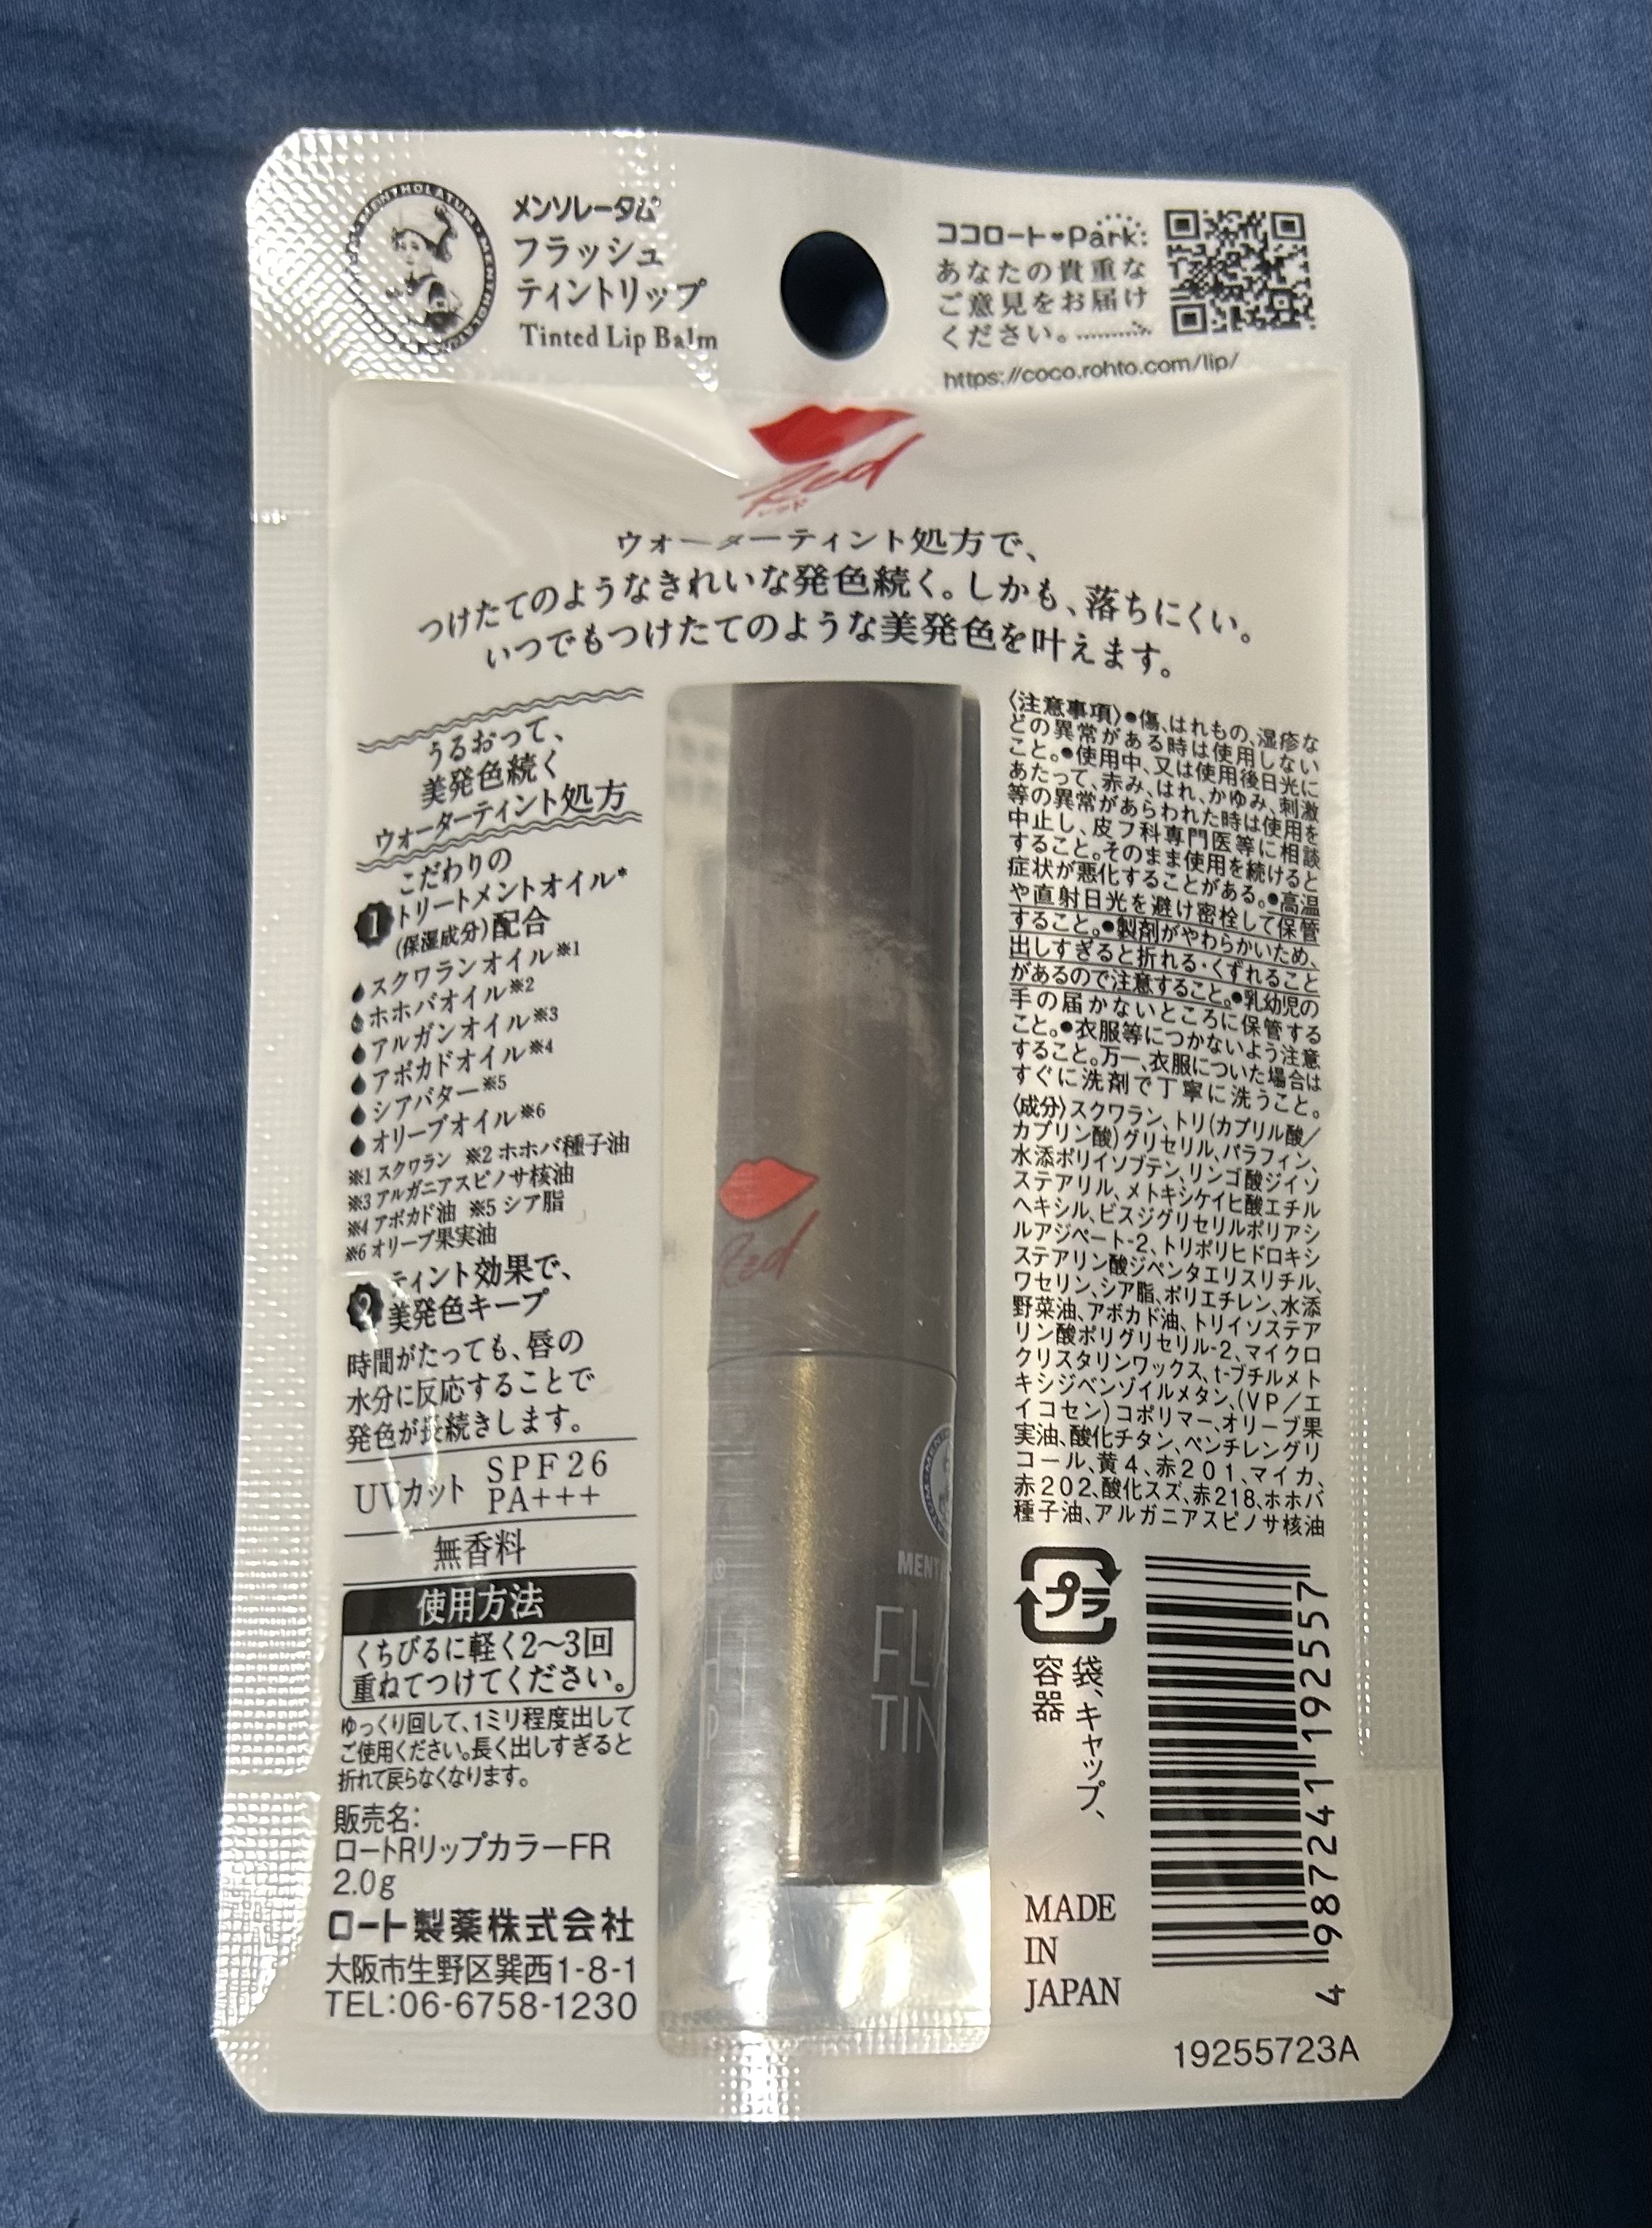 MENTHOLATUM
メンソレータム
フラッシュ
ティントリップ
Tinted Lip Balm
ココロート♥Park:
あなたの貴重な
ご意見をお届け
ください。
https://coco.rohto.com/lip/
Red
レッド
ウォーターティント処方で、
つけたてのようなきれいな発色続く。しかも、落ちにくい。
いつでもつけたてのような美発色を叶えます。
うるおって、
美発色続く
ウォーターティント処方
1 こだわりの
トリートメントオイル*
(保湿成分)配合
スクワランオイル※1
ホホバオイル※2
アルガンオイル※3
アボカドオイル※4
シアバター※5
オリーブオイル※6
※1 スクワラン ※2 ホホバ種子油
※3 アルガニアスピノサ核油
※4 アボカド油 ※5 シア脂
※6 オリーブ果実油
2 ティント効果で、
美発色キープ
時間がたっても、唇の
水分に反応することで
発色が長続きします。
UVカット SPF26
PA+++
無香料
使用方法
くちびるに軽く2〜3回
重ねてつけてください。
ゆっくり回して、1ミリ程度出して
ご使用ください。長く出しすぎると
折れて戻らなくなります。
販売名:
ロートRリップカラーFR
2.0g
ロート製薬株式会社
大阪市生野区巽西1-8-1
TEL:06-6758-1230
Red
MENT
FLA
TIN
〈注意事項〉●傷、はれもの、湿疹な
どの異常がある時は使用しない
こと。●使用中、又は使用後日光に
あたって、赤み、はれ、かゆみ、刺激
等の異常があらわれた時は使用を
中止し、皮フ科専門医等に相談
すること。そのまま使用を続けると
症状が悪化することがある。●高温
や直射日光を避け密栓して保管
すること。●製剤がやわらかいため、
出しすぎると折れる・くずれること
があるので注意すること。●乳幼児の
手の届かないところに保管する
こと。●衣服等につかないよう注意
すること。万一、衣服についた場合は
すぐに洗剤で丁寧に洗うこと。
〈成分〉スクワラン、トリ(カプリル酸/
カプリン酸)グリセリル、パラフィン、
水添ポリイソブテン、リンゴ酸ジイソ
ステアリル、メトキシケイヒ酸エチル
ヘキシル、ビスジグリセリルポリアシ
ルアジペート-2、トリポリヒドロキシ
ステアリン酸ジペンタエリスリチル、
ワセリン、シア脂、ポリエチレン、水添
野菜油、アボカド油、トリイソステア
リン酸ポリグリセリル-2、マイクロ
クリスタリンワックス、t-ブチルメト
キシジベンゾイルメタン、(VP/エ
イコセン)コポリマー、オリーブ果
実油、酸化チタン、ペンチレングリ
コール、黄4、赤201、マイカ、
赤202、酸化スズ、赤218、ホホバ
種子油、アルガニアスピノサ核油
プラ
袋、キャップ、
容器
MADE
IN
JAPAN
4 987241 192557
19255723A